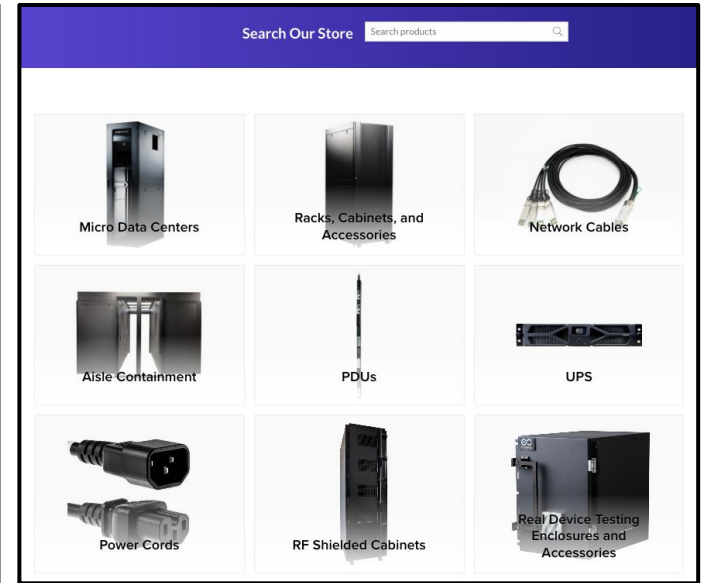 Search Our Store
Search products
Micro Data Centers
Racks, Cabinets, and
Accessories
Network Cables
Aisle Containment
PDUs
UPS
Power Cords
RF Shielded Cabinets
Real Device Testing
Enclosures and
Accessories